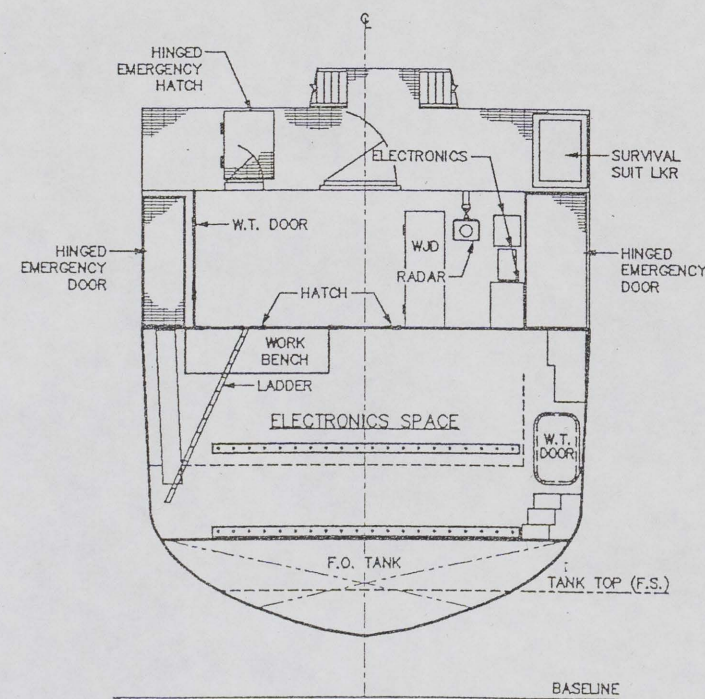 ℄
HINGED
EMERGENCY
HATCH
ELECTRONICS
SURVIVAL
SUIT LKR
W.T. DOOR
HINGED
EMERGENCY
DOOR
WJD
RADAR
HINGED
EMERGENCY
DOOR
HATCH
WORK
BENCH
LADDER
ELECTRONICS SPACE
W.T.
DOOR
F.O. TANK
TANK TOP (F.S.)
BASELINE